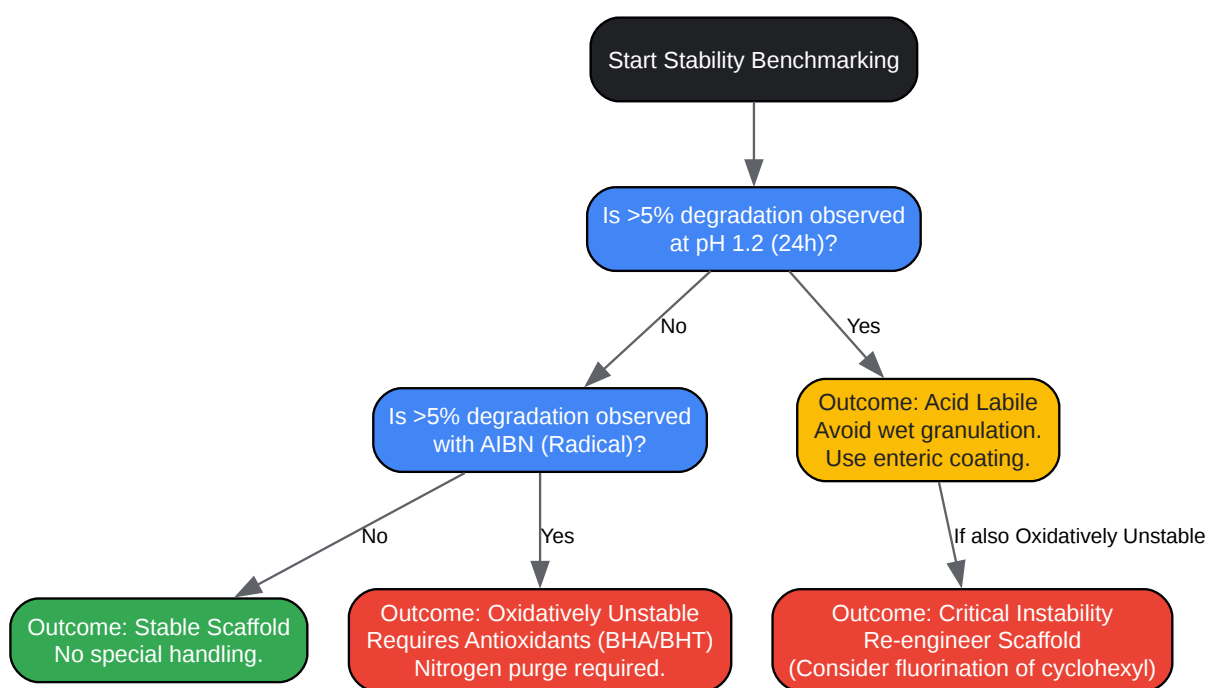 Start Stability Benchmarking
Is >5% degradation observed
at pH 1.2 (24h)?
No
Yes
Is >5% degradation observed
with AIBN (Radical)?
Outcome: Acid Labile
Avoid wet granulation.
Use enteric coating.
No
Yes
If also Oxidatively Unstable
Outcome: Stable Scaffold
No special handling.
Outcome: Oxidatively Unstable
Requires Antioxidants (BHA/BHT)
Nitrogen purge required.
Outcome: Critical Instability
Re-engineer Scaffold
(Consider fluorination of cyclohexyl)